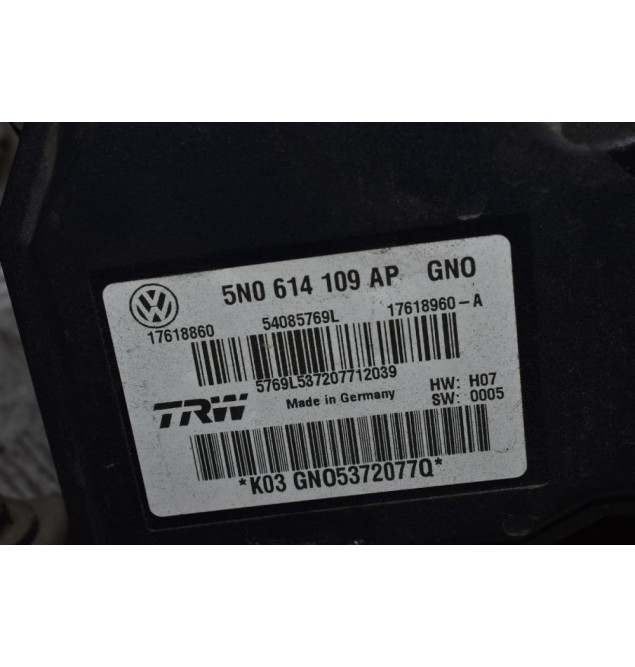 5N0 614 109 AP GNO
17618860 54085769L 17618960-A
5769L537207712039
TRW Made in Germany HW: H07
SW: 0005
*K03 GNO5372077Q*